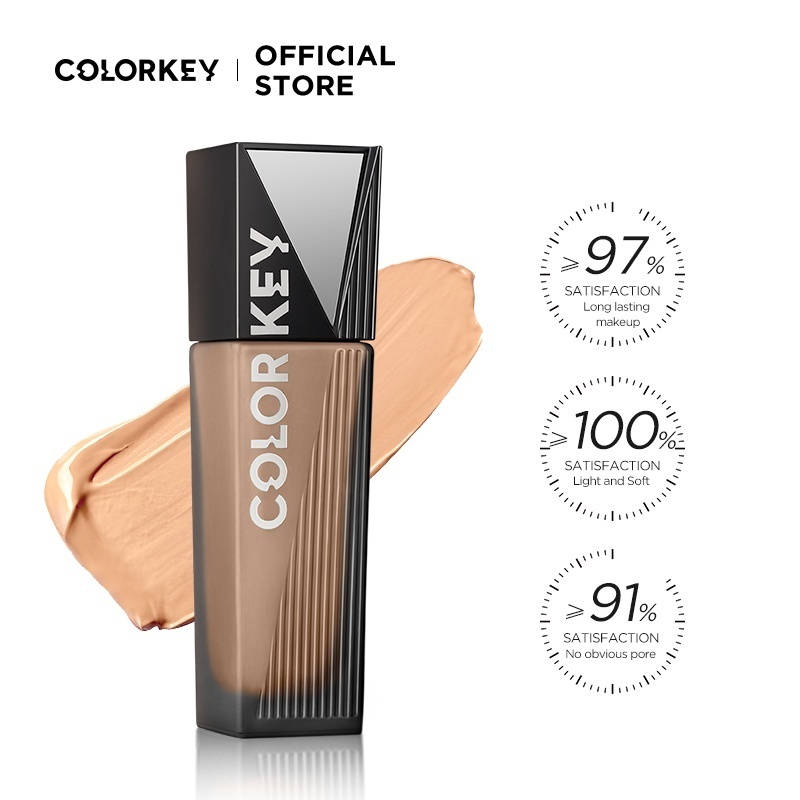 COLORKEY | OFFICIAL
STORE
COLORKEY
⩾97%
SATISFACTION
Long lasting
makeup
⩾100%
SATISFACTION
Light and Soft
⩾91%
SATISFACTION
No obvious pore